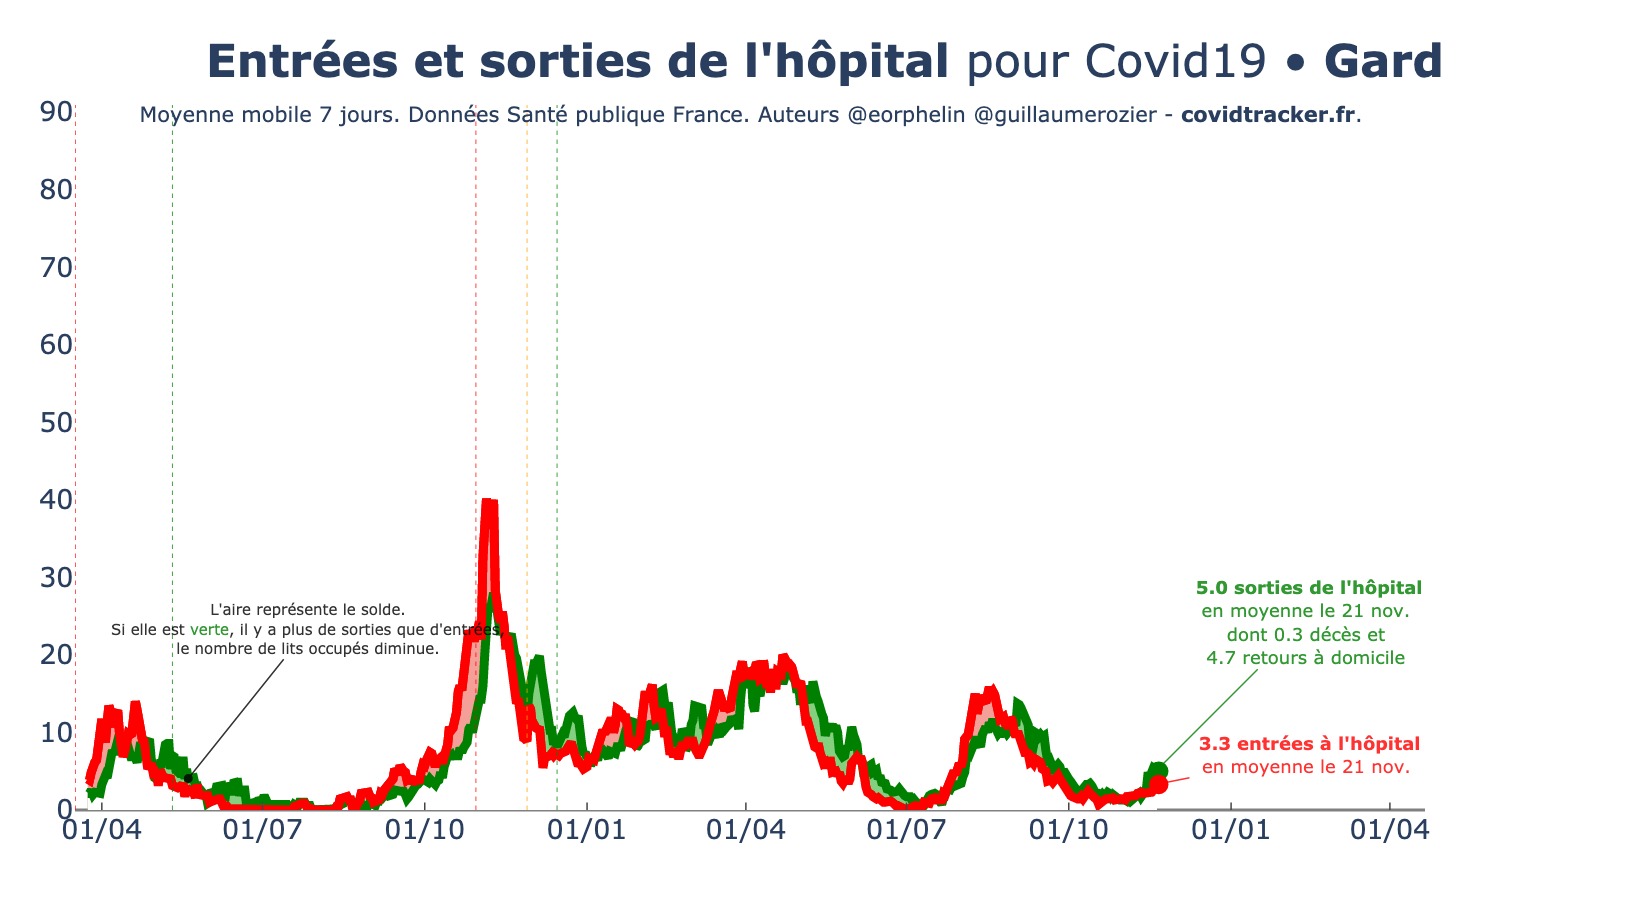 Entrées et sorties de l'hôpital pour Covid19 • Gard
Moyenne mobile 7 jours. Données Santé publique France. Auteurs @eorphelin @guillaumerozier - covidtracker.fr.
90
80
70
60
50
40
30
20
10
0
L'aire représente le solde.
Si elle est verte, il y a plus de sorties que d'entrées,
le nombre de lits occupés diminue.
5.0 sorties de l'hôpital
en moyenne le 21 nov.
dont 0.3 décès et
4.7 retours à domicile
3.3 entrées à l'hôpital
en moyenne le 21 nov.
01/04 01/07 01/10 01/01 01/04 01/07 01/10 01/01 01/04